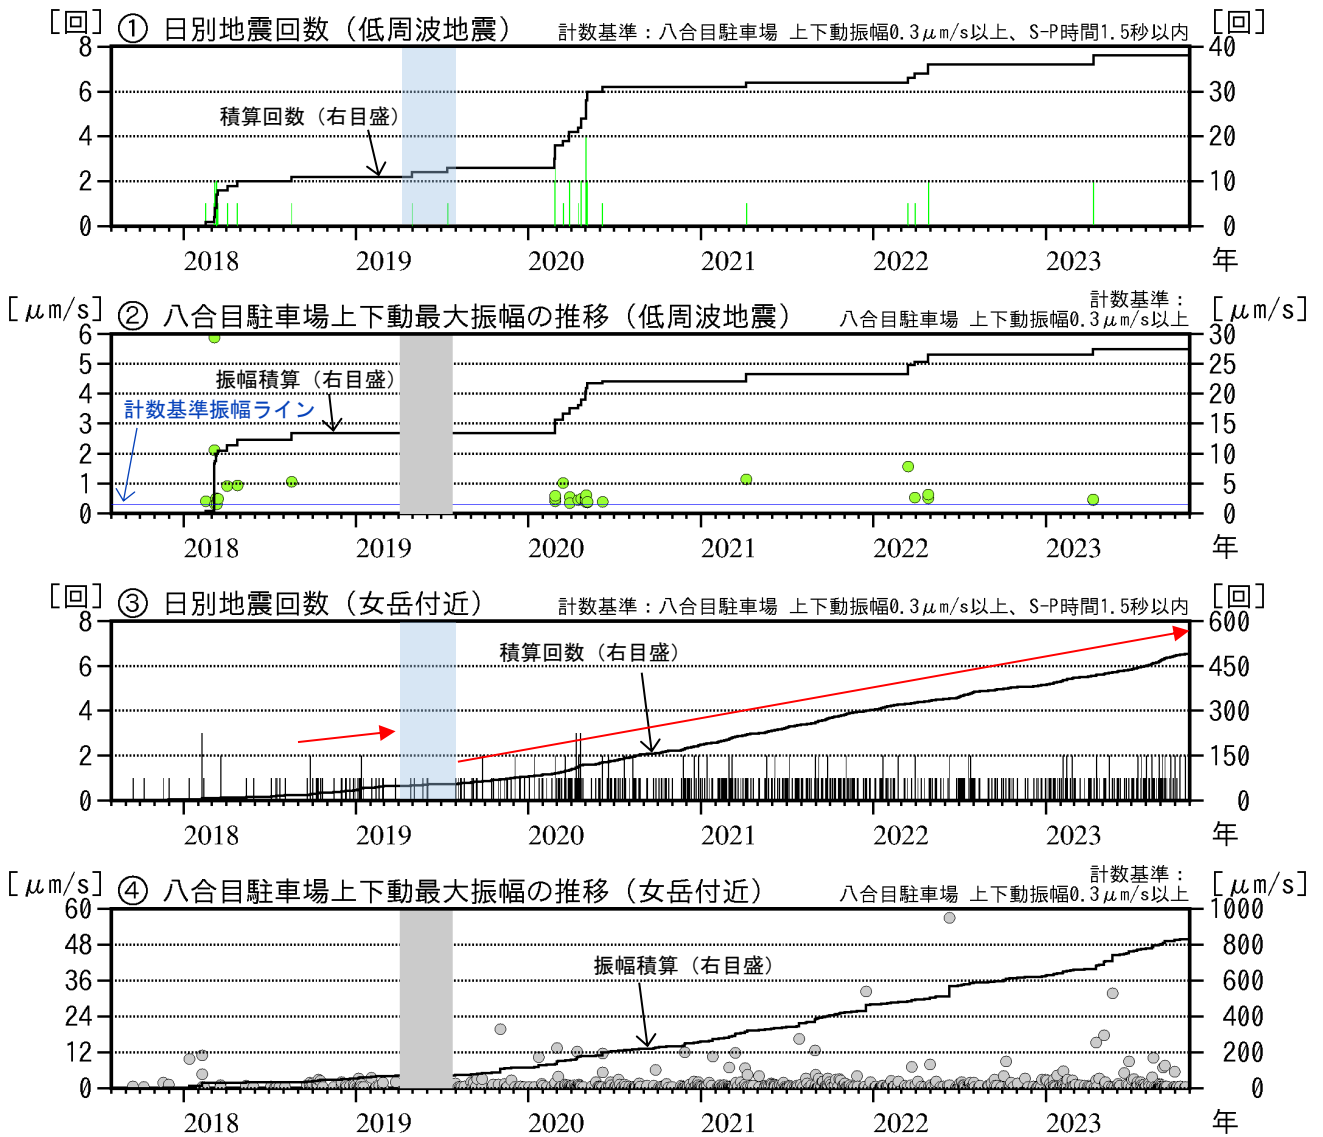 [回] ① 日別地震回数（低周波地震） 計数基準：八合目駐車場 上下動振幅0.3μm/s以上、S-P時間1.5秒以内 [回]
8 40
6 30
積算回数（右目盛）
4 20
2 10
0 0
2018 2019 2020 2021 2022 2023 年
計数基準：
[μm/s] ② 八合目駐車場上下動最大振幅の推移（低周波地震） 八合目駐車場 上下動振幅0.3μm/s以上 [μm/s]
6 30
5 25
振幅積算（右目盛）
4 20
計数基準振幅ライン
3 15
2 10
1 5
0 0
2018 2019 2020 2021 2022 2023 年
[回] ③ 日別地震回数（女岳付近） 計数基準：八合目駐車場 上下動振幅0.3μm/s以上、S-P時間1.5秒以内 [回]
8 600
積算回数（右目盛）
6 450
4 300
2 150
0 0
2018 2019 2020 2021 2022 2023 年
計数基準：
[μm/s] ④ 八合目駐車場上下動最大振幅の推移（女岳付近） 八合目駐車場 上下動振幅0.3μm/s以上 [μm/s]
60 1000
48 800
振幅積算（右目盛）
36 600
24 400
12 200
0 0
2018 2019 2020 2021 2022 2023 年